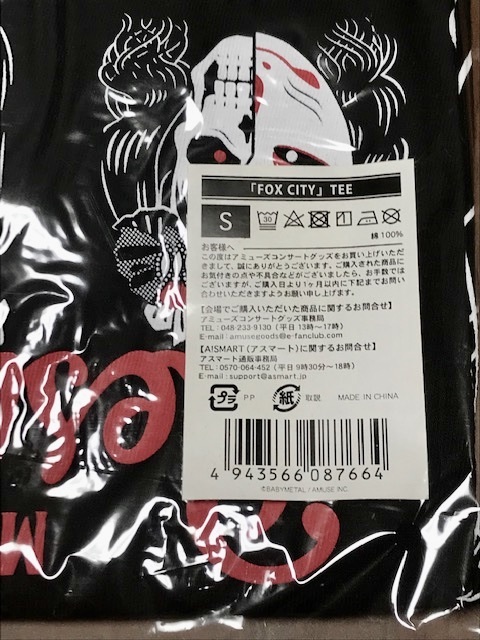 「FOX CITY」TEE
S
30
綿 100%
お客様へ
この度はアミューズコンサートグッズをお買い上げいただ
きまして、誠にありがとうございます。ご購入された商品に
お気付きの点や不具合などがございましたら、お手数では
ございますが、ご購入日より1ヶ月以内に下記までお問い
合わせいただきますようお願い申し上げます。
【会場でご購入いただいた商品に関するお問合せ】
アミューズコンサートグッズ事務局
TEL : 048-233-9130 (平日 13時〜17時)
E-mail : amusegoods@e-fanclub.com
【A!SMART(アスマート)に関するお問合せ】
アスマート通販事務局
TEL : 0570-064-452 (平日 9時30分〜18時)
E-mail : support@asmart.jp
プラ PP 紙 取説 MADE IN CHINA
4 943566 087664
©BABYMETAL / AMUSE INC.
M